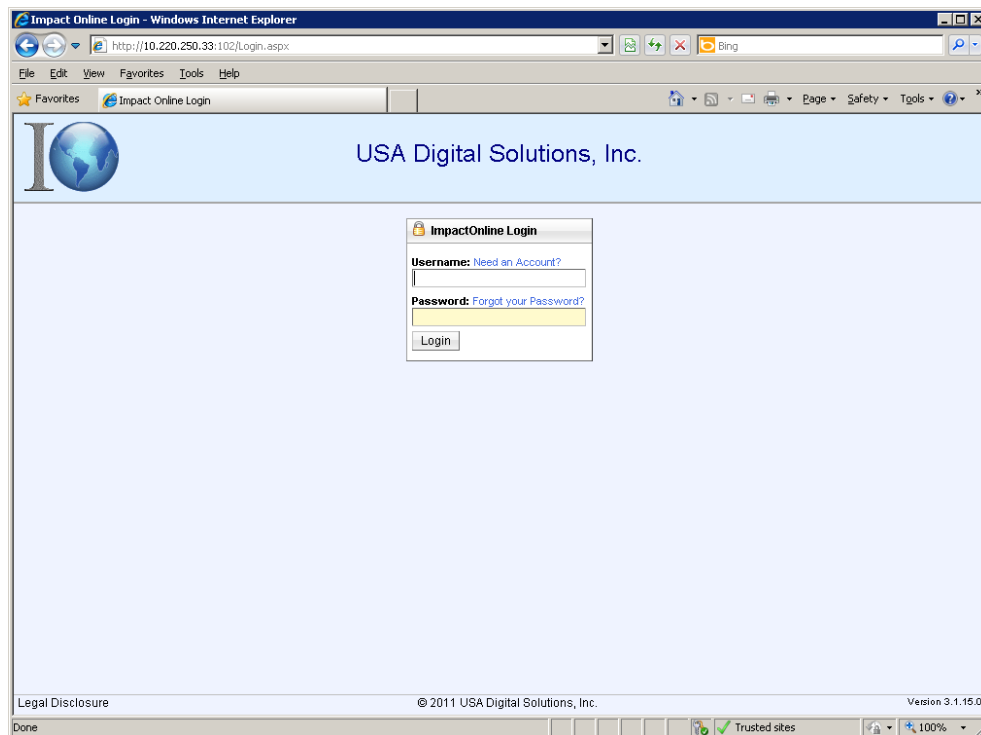 Impact Online Login - Windows Internet Explorer
http://10.220.250.33:102/Login.aspx
Bing
File Edit View Favorites Tools Help
Favorites Impact Online Login Page Safety Tools
IO
USA Digital Solutions, Inc.
ImpactOnline Login
Username: Need an Account?
Password: Forgot your Password?
Login
Legal Disclosure © 2011 USA Digital Solutions, Inc. Version 3.1.15.0
Done Trusted sites 100%